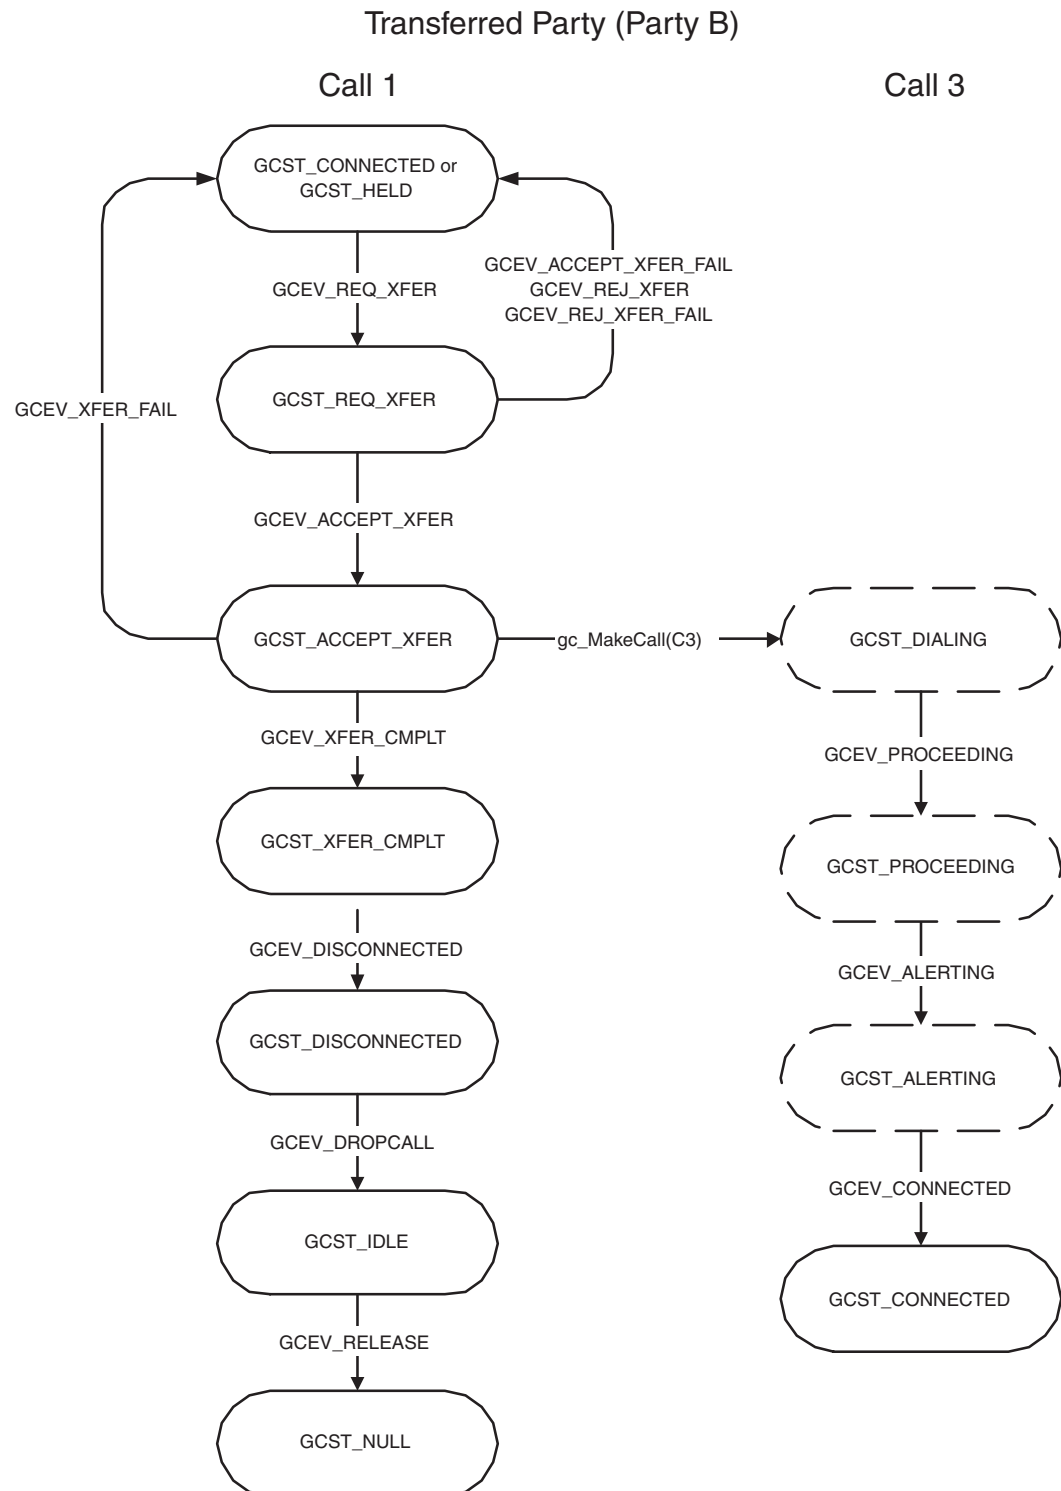 Transferred Party (Party B)
Call 1
Call 3
GCST_CONNECTED or
GCST_HELD
GCEV_ACCEPT_XFER_FAIL
GCEV_REJ_XFER
GCEV_REJ_XFER_FAIL
GCEV_REQ_XFER
GCST_REQ_XFER
GCEV_XFER_FAIL
GCEV_ACCEPT_XFER
GCST_ACCEPT_XFER
gc_MakeCall(C3)
GCST_DIALING
GCEV_XFER_CMPLT
GCEV_PROCEEDING
GCST_XFER_CMPLT
GCST_PROCEEDING
GCEV_DISCONNECTED
GCEV_ALERTING
GCST_DISCONNECTED
GCST_ALERTING
GCEV_DROPCALL
GCEV_CONNECTED
GCST_IDLE
GCST_CONNECTED
GCEV_RELEASE
GCST_NULL